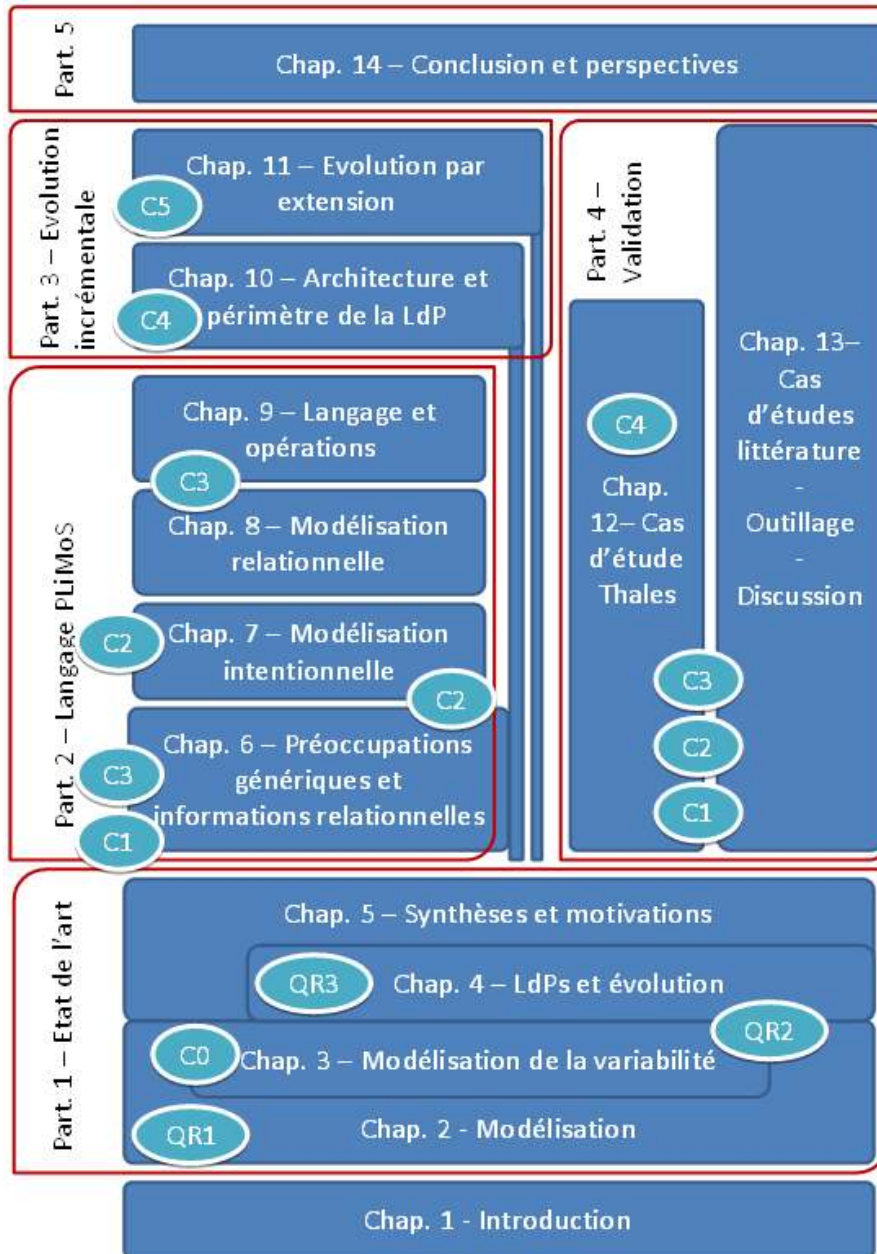 Part. 5
Chap. 14 – Conclusion et perspectives
Part. 3 – Evolution
incrémentale
Chap. 11 – Evolution par
extension
C5
Chap. 10 – Architecture et
périmètre de la LdP
C4
Part. 4 –
Validation
C4
Chap.
12– Cas
d'étude
Thales
Chap. 13–
Cas
d'études
littérature
-
Outillage
-
Discussion
C3
C2
C1
Part. 2 – Langage PLiMoS
Chap. 9 – Langage et
opérations
C3
Chap. 8 – Modélisation
relationnelle
C2
Chap. 7 – Modélisation
intentionnelle
C2
Chap. 6 – Préoccupations
génériques et
informations relationnelles
C3
C1
Part. 1 – Etat de l'art
Chap. 5 – Synthèses et motivations
QR3
Chap. 4 – LdPs et évolution
QR2
C0
Chap. 3 – Modélisation de la variabilité
QR1
Chap. 2 - Modélisation
Chap. 1 - Introduction